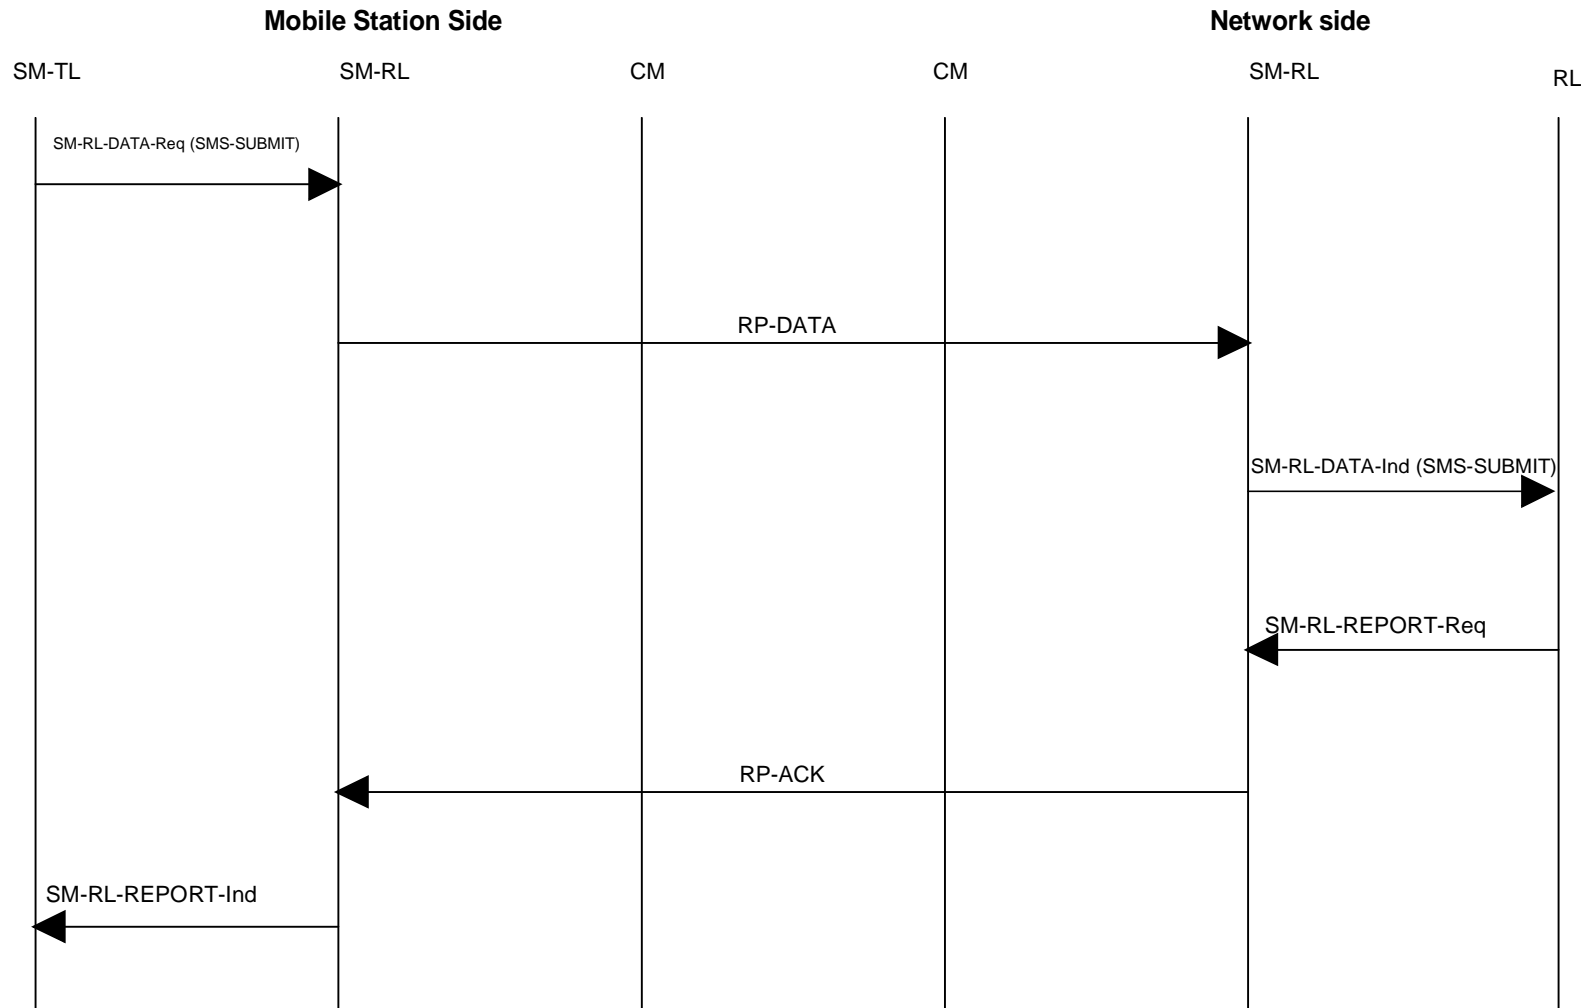 Mobile Station Side
Network side
SM-TL
SM-RL
CM
CM
SM-RL
RL
SM-RL-DATA-Req (SMS-SUBMIT)
RP-DATA
SM-RL-DATA-Ind (SMS-SUBMIT)
SM-RL-REPORT-Req
RP-ACK
SM-RL-REPORT-Ind